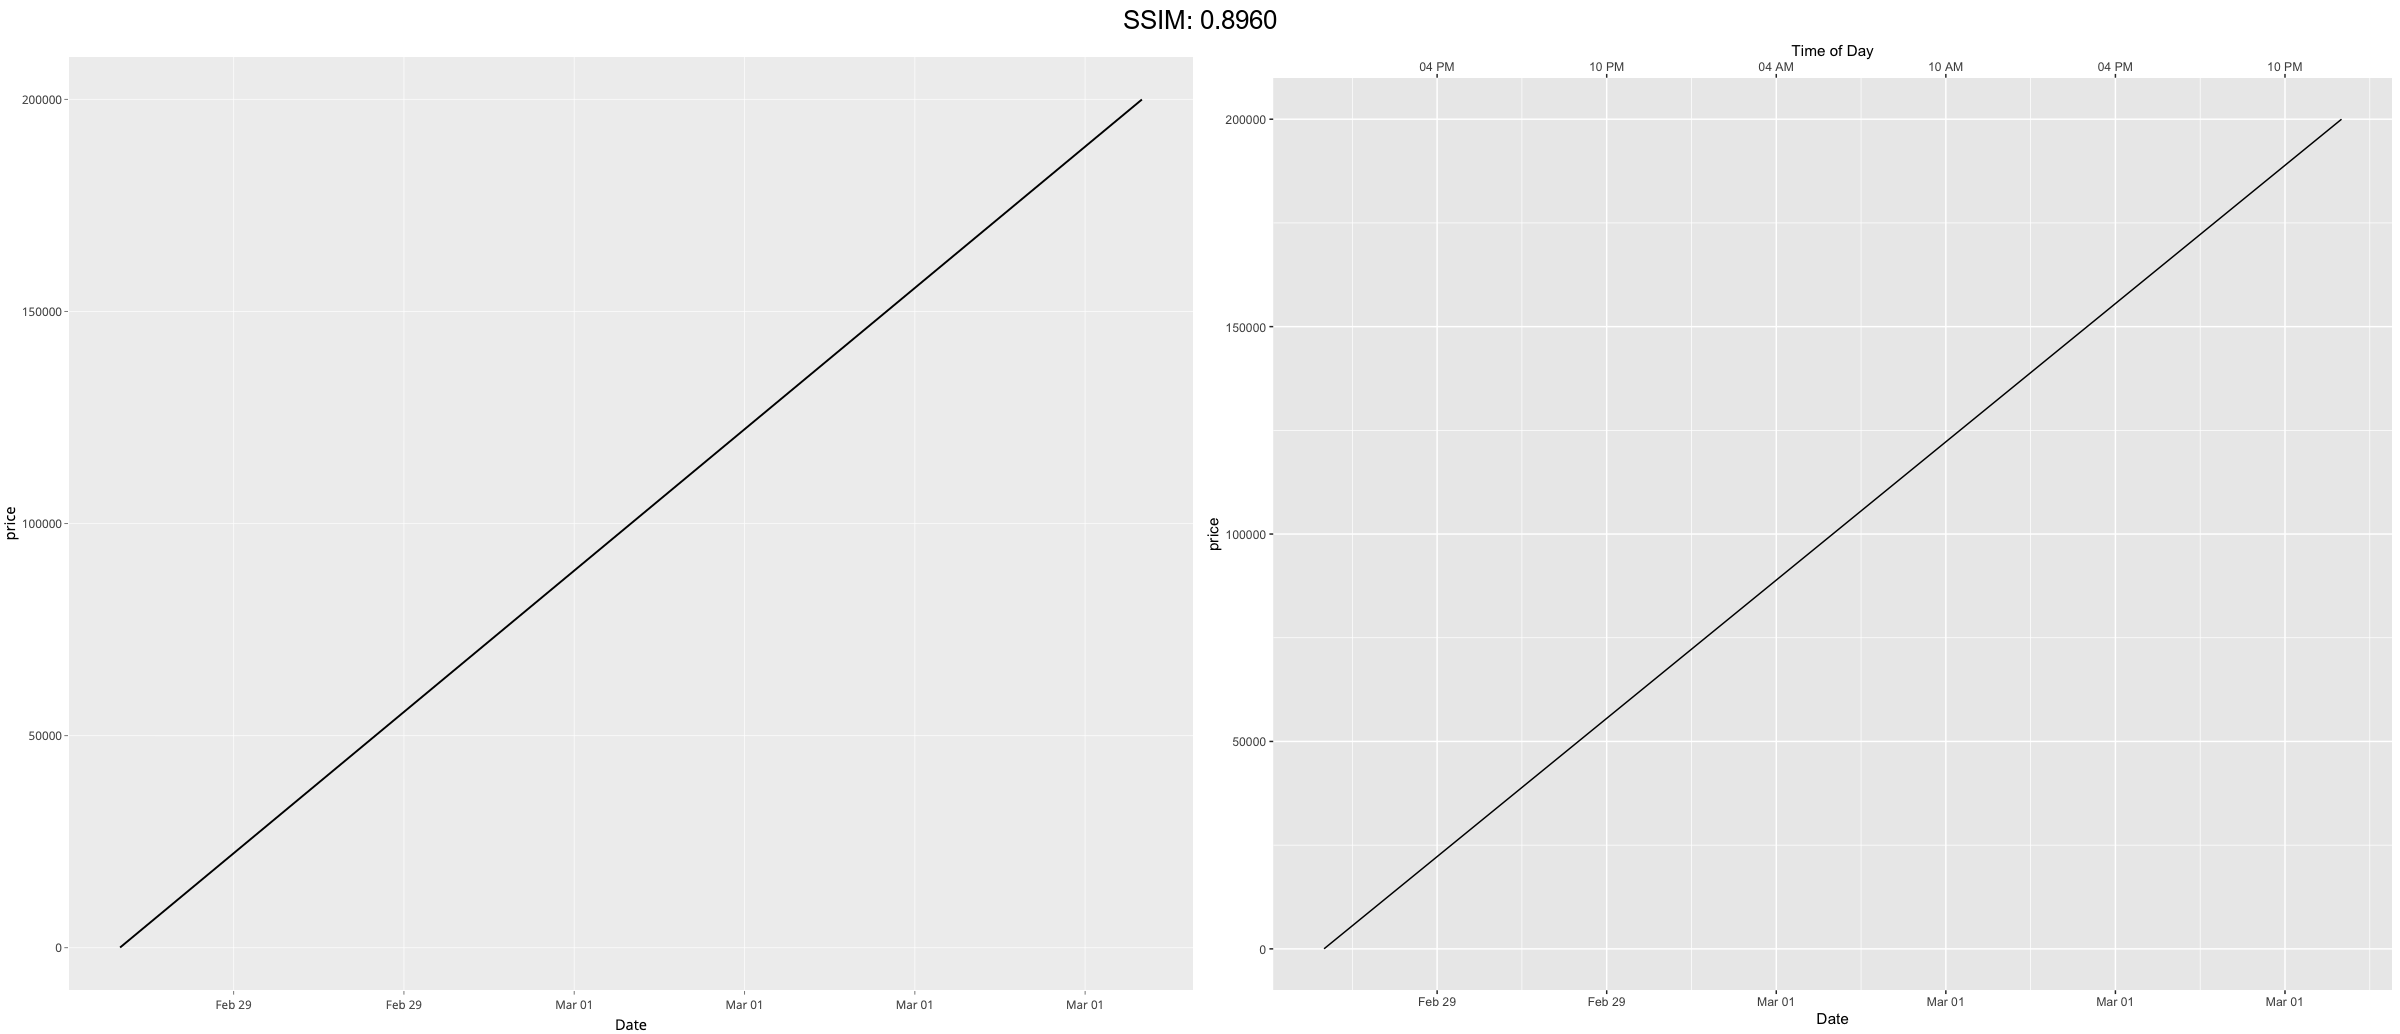 SSIM: 0.8960
200000
150000
100000
50000
0
price
Feb 29 Feb 29 Mar 01 Mar 01 Mar 01 Mar 01
Date
Time of Day
04 PM 10 PM 04 AM 10 AM 04 PM 10 PM
200000
150000
100000
50000
0
price
Feb 29 Feb 29 Mar 01 Mar 01 Mar 01 Mar 01
Date